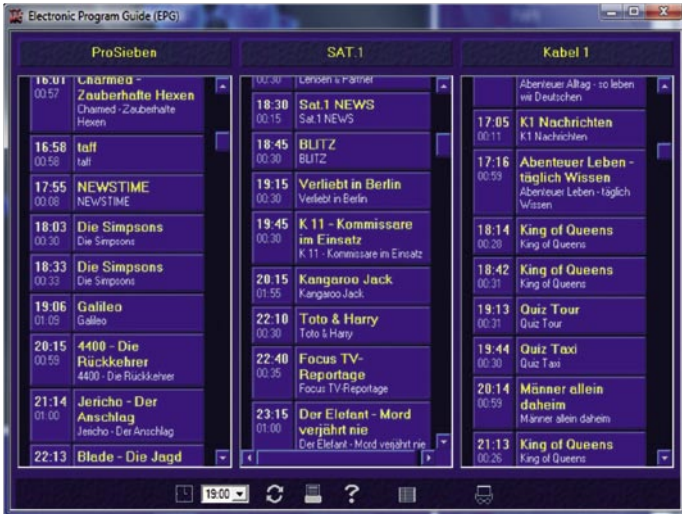 Electronic Program Guide (EPG)
ProSieben
SAT.1
Kabel 1
16:01 Charmed -
00:57 Zauberhafte Hexen
Charmed - Zauberhafte
Hexen
16:58 taff
00:58 taff
17:55 NEWSTIME
00:08 NEWSTIME
18:03 Die Simpsons
00:30 Die Simpsons
18:33 Die Simpsons
00:33 Die Simpsons
19:06 Galileo
01:09 Galileo
20:15 4400 - Die
00:59 Rückkehrer
4400 - Die Rückkehrer
21:14 Jericho - Der
01:00 Anschlag
Jericho - Der Anschlag
22:13 Blade - Die Jagd
00:30 Lenßen & Partner
18:30 Sat.1 NEWS
00:15 Sat.1 NEWS
18:45 BLITZ
00:30 BLITZ
19:15 Verliebt in Berlin
00:30 Verliebt in Berlin
19:45 K 11 - Kommissare
00:30 im Einsatz
K 11 - Kommissare im Einsatz
20:15 Kangaroo Jack
01:55 Kangaroo Jack
22:10 Toto & Harry
00:30 Toto & Harry
22:40 Focus TV-
00:35 Reportage
Focus TV-Reportage
23:15 Der Elefant - Mord
01:00 verjährt nie
Der Elefant - Mord verjährt nie
Abenteuer Alltag - so leben
wir Deutschen
17:05 K1 Nachrichten
00:11 K1 Nachrichten
17:16 Abenteuer Leben -
00:59 täglich Wissen
Abenteuer Leben - täglich
Wissen
18:14 King of Queens
00:28 King of Queens
18:42 King of Queens
00:31 King of Queens
19:13 Quiz Tour
00:31 Quiz Tour
19:44 Quiz Taxi
00:30 Quiz Taxi
20:14 Männer allein
00:59 daheim
Männer allein daheim
21:13 King of Queens
00:26 King of Queens
19:00
?